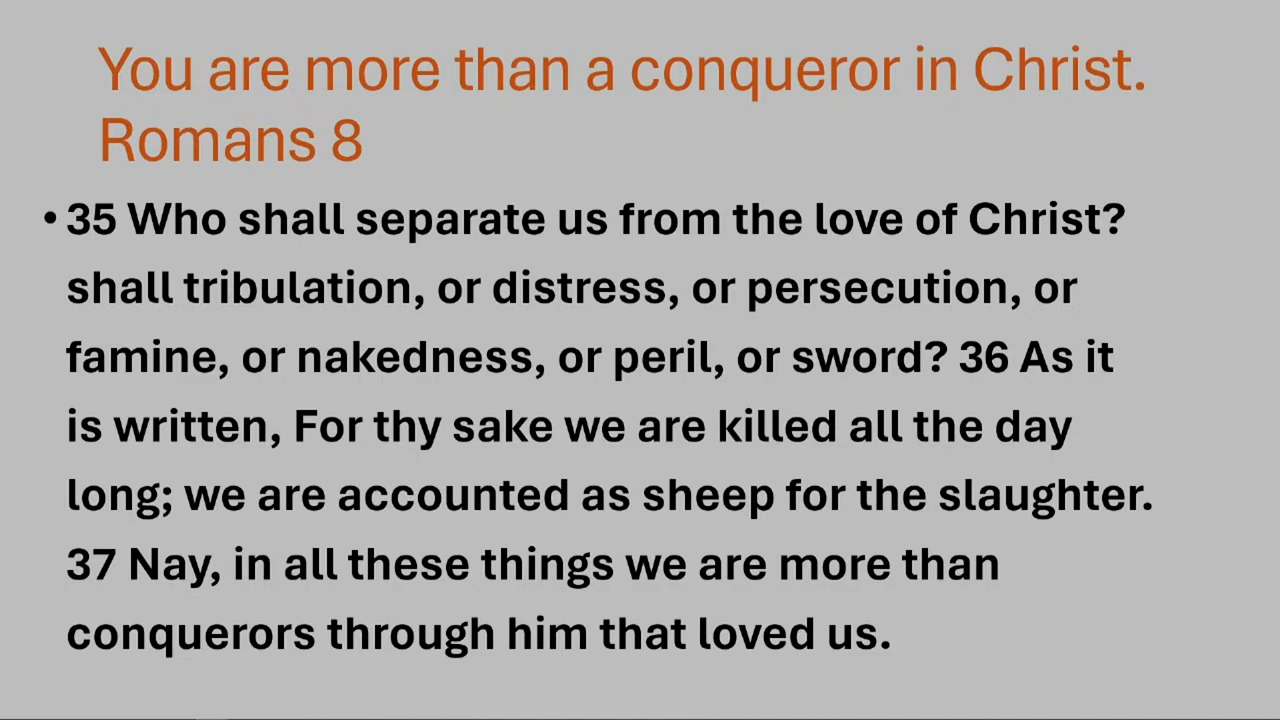 You are more than a conqueror in Christ.
Romans 8
• 35 Who shall separate us from the love of Christ?
shall tribulation, or distress, or persecution, or
famine, or nakedness, or peril, or sword? 36 As it
is written, For thy sake we are killed all the day
long; we are accounted as sheep for the slaughter.
37 Nay, in all these things we are more than
conquerors through him that loved us.